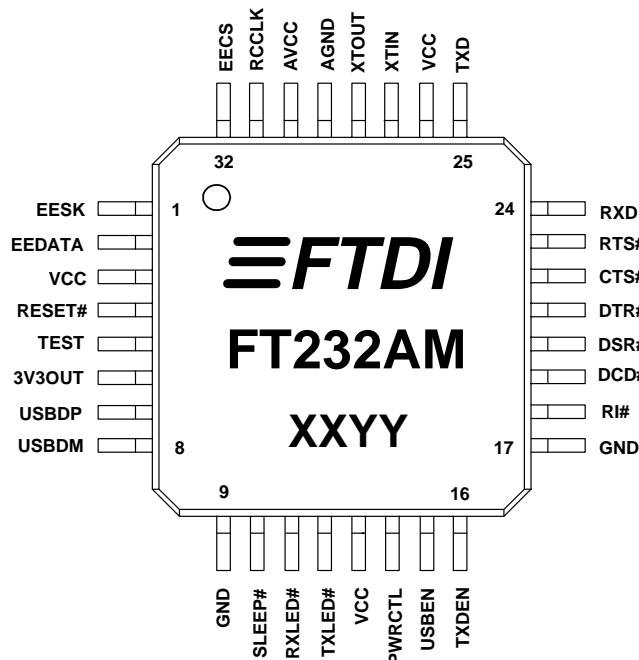 EECS
RCCLK
AVCC
AGND
XTOUT
XTIN
VCC
TXD
32
25
EESK
1
24
RXD
EEDATA
RTS#
VCC
FTDI
CTS#
RESET#
DTR#
TEST
FT232AM
DSR#
3V3OUT
DCD#
USBDP
XXYY
RI#
USBDM
8
17
GND
9
16
GND
SLEEP#
RXLED#
TXLED#
VCC
PWRCTL
USBEN
TXDEN